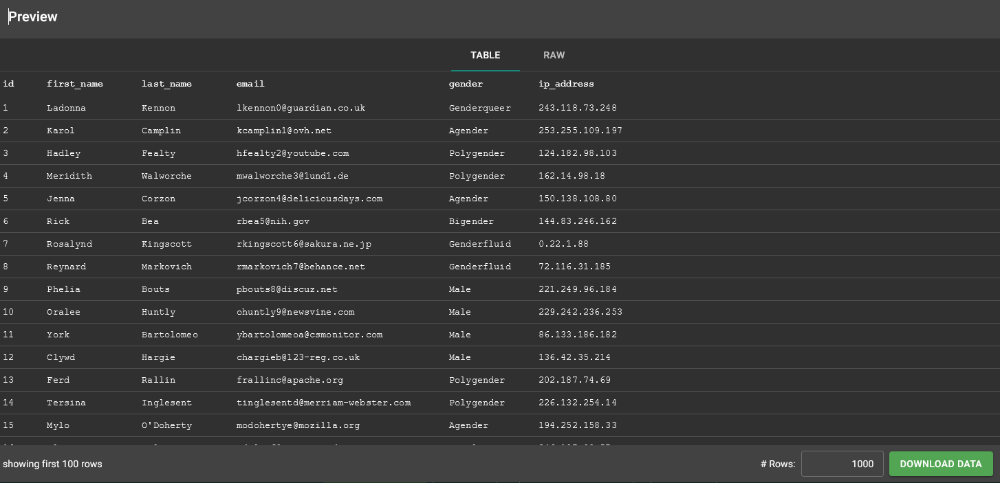 Preview
TABLE RAW
id first_name last_name email gender ip_address
1 Ladonna Kennon lkennon0@guardian.co.uk Genderqueer 243.118.73.248
2 Karol Camplin kcamplin1@ovh.net Agender 253.255.109.197
3 Hadley Fealty hfealty2@youtube.com Polygender 124.182.98.103
4 Meridith Walworche mwalworche3@1und1.de Polygender 162.14.98.18
5 Jenna Corzon jcorzon4@deliciousdays.com Agender 150.138.108.80
6 Rick Bea rbea5@nih.gov Bigender 144.83.246.162
7 Rosalynd Kingscott rkingscott6@sakura.ne.jp Genderfluid 0.22.1.88
8 Reynard Markovich rmarkovich7@behance.net Genderfluid 72.116.31.185
9 Phelia Bouts pbouts8@discuz.net Male 221.249.96.184
10 Oralee Huntly ohuntly9@newsvine.com Male 229.242.236.253
11 York Bartolomeo ybartolomeoa@csmonitor.com Male 86.133.186.182
12 Clywd Hargie chargieb@123-reg.co.uk Male 136.42.35.214
13 Ferd Rallin frallinc@apache.org Polygender 202.187.74.69
14 Tersina Inglesent tinglesentd@merriam-webster.com Polygender 226.132.254.14
15 Mylo O'Doherty modohertye@mozilla.org Agender 194.252.158.33
showing first 100 rows # Rows: 1000 DOWNLOAD DATA